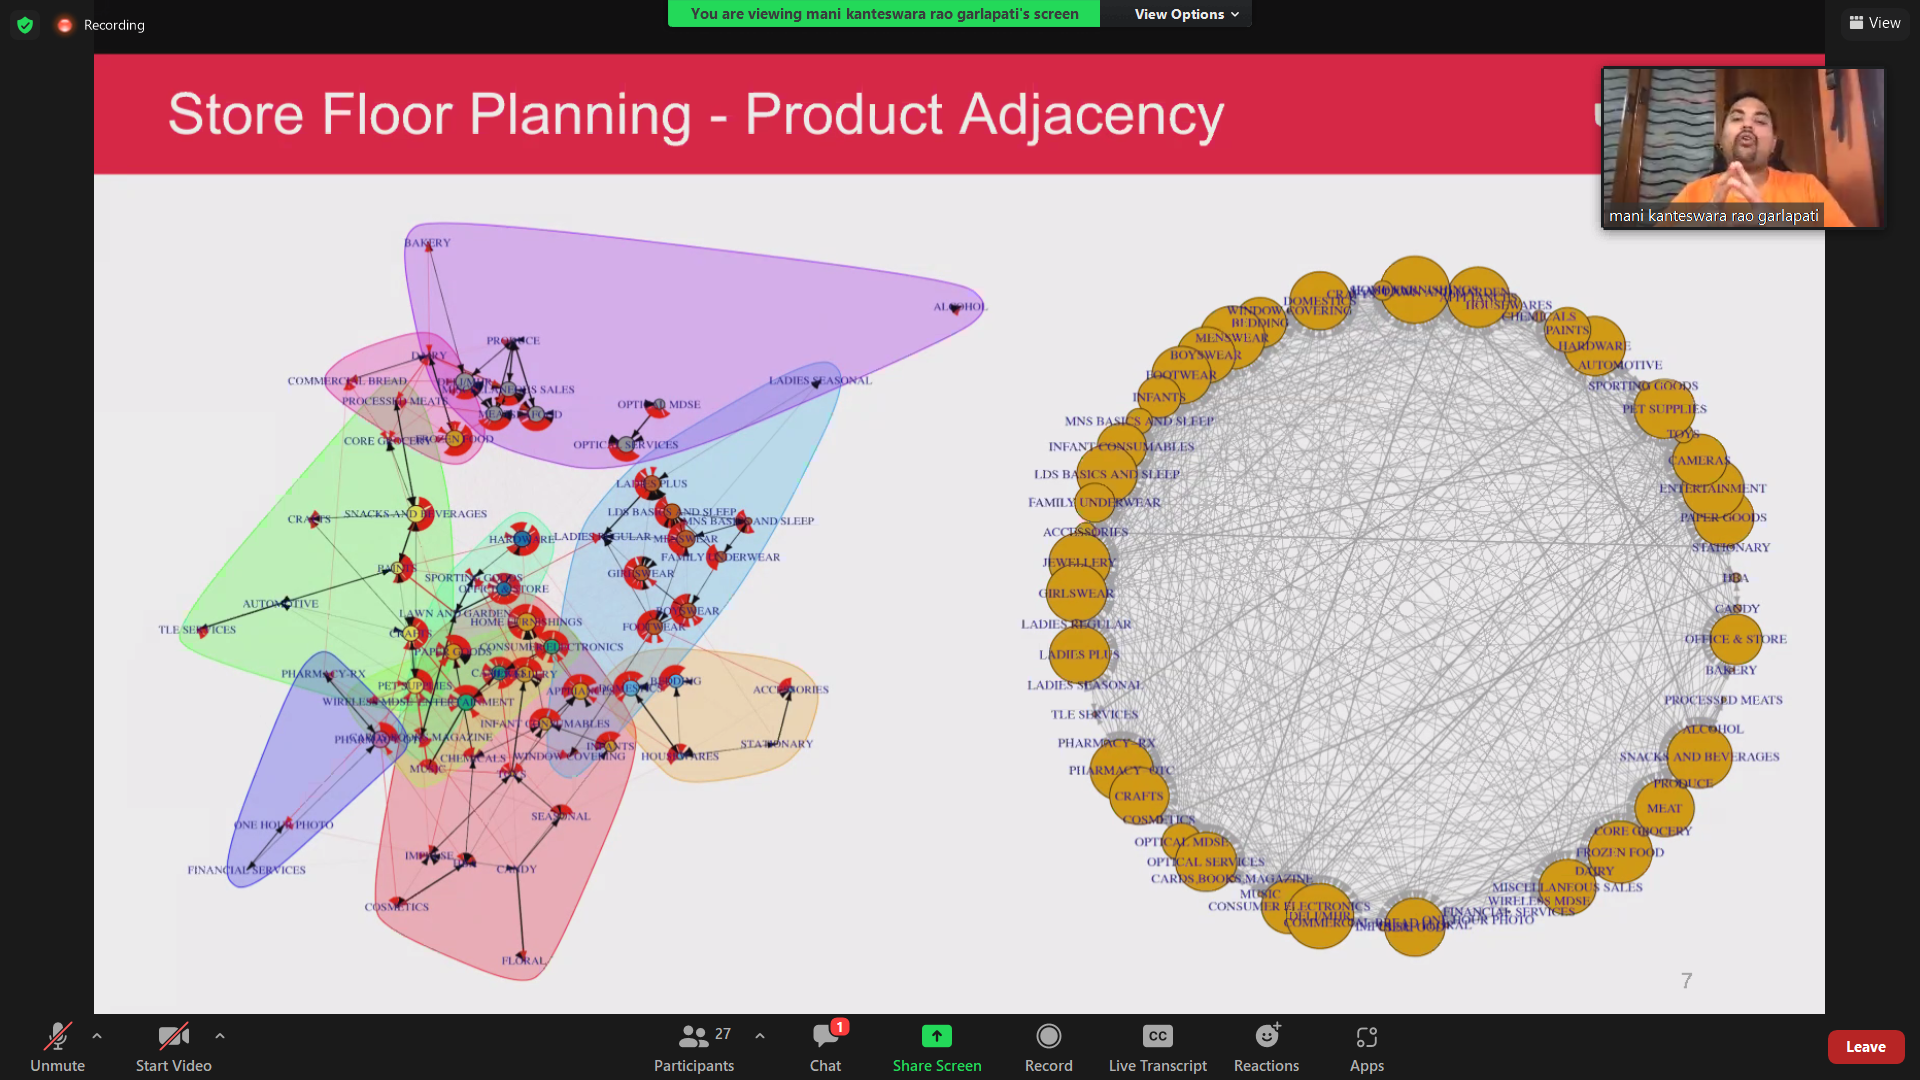 Recording
You are viewing mani kanteswara rao garlapati's screen
View Options
View
Store Floor Planning - Product Adjacency
mani kanteswara rao garlapati
BAKERY
ALCOHOL
PRODUCE
DAIRY
COMMERCIAL BREAD
LADIES SEASONAL
PROCESSED MEATS
OPTICAL MDSE
CORE GROCERY
FROZEN FOOD
OPTICAL SERVICES
LADIES PLUS
CRAFTS
SNACKS AND BEVERAGES
LDS BASICS AND SLEEP
MNS BASICS AND SLEEP
HARDWARE
LADIES REGULAR
MENSWEAR
FAMILY UNDERWEAR
PAINTS
SPORTING GOODS
GIRLSWEAR
OFFICE & STORE
AUTOMOTIVE
LAWN AND GARDEN
BOYSWEAR
HOME FURNISHINGS
TLE SERVICES
FOOTWEAR
CRAFTS
PAPER GOODS
CONSUMER ELECTRONICS
PHARMACY-RX
BEDDING
PET SUPPLIES
APPLIANCES
DOMESTICS
ACCESSORIES
WIRELESS MDSE
ENTERTAINMENT
INFANT CONSUMABLES
STATIONARY
INFANTS
CHEMICALS
WINDOW COVERING
HOUSEWARES
MUSIC
TOYS
SEASONAL
ONE HOUR PHOTO
IMPULSE
CANDY
FINANCIAL SERVICES
COSMETICS
FLORAL
DOMESTICS
HOUSEWARES
WINDOW COVERING
CHEMICALS
BEDDING
PAINTS
MENSWEAR
HARDWARE
BOYSWEAR
AUTOMOTIVE
FOOTWEAR
SPORTING GOODS
INFANTS
PET SUPPLIES
MNS BASICS AND SLEEP
TOYS
INFANT CONSUMABLES
CAMERAS
LDS BASICS AND SLEEP
ENTERTAINMENT
FAMILY UNDERWEAR
PAPER GOODS
ACCESSORIES
STATIONARY
JEWELLERY
DBA
GIRLSWEAR
CANDY
LADIES REGULAR
OFFICE & STORE
LADIES PLUS
BAKERY
LADIES SEASONAL
PROCESSED MEATS
TLE SERVICES
ALCOHOL
PHARMACY-RX
SNACKS AND BEVERAGES
PHARMACY-OTC
PRODUCE
CRAFTS
MEAT
COSMETICS
CORE GROCERY
OPTICAL MDSE
FROZEN FOOD
OPTICAL SERVICES
DAIRY
CARDS,BOOKS,MAGAZINE
MISCELLANEOUS SALES
MUSIC
WIRELESS MDSE
CONSUMER ELECTRONICS
FINANCIAL SERVICES
DELI/MHR
ONE HOUR PHOTO
7
Unmute
Start Video
27
Participants
1
Chat
Share Screen
Record
CC
Live Transcript
Reactions
Apps
Leave